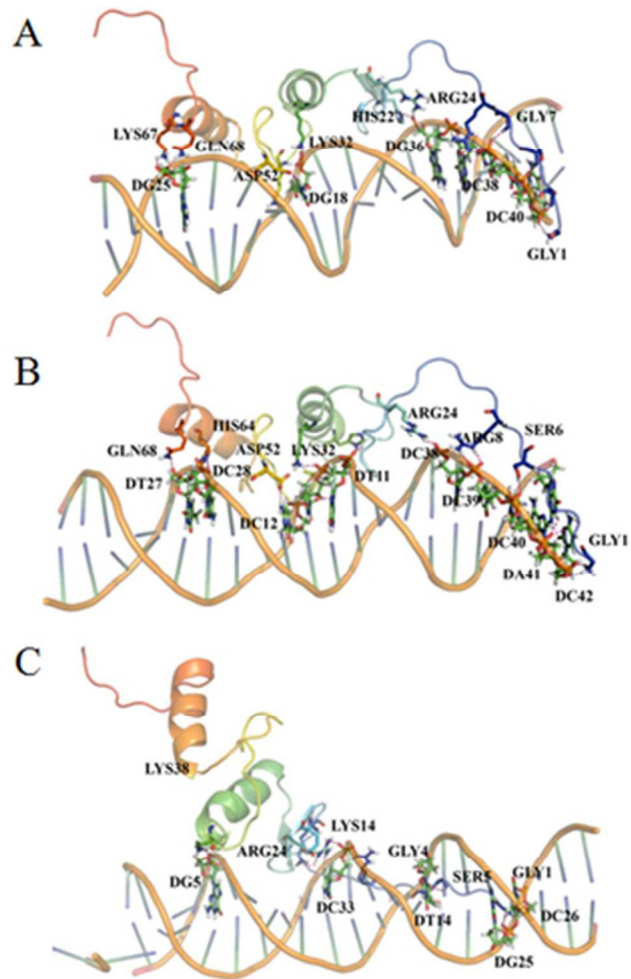 A
ARG24
HIS22
GLY7
LYS67
GLN68
LYS32
DG36
ASP52
DG25
DC38
DG18
DC40
GLY1
B
HIS64
ARG24
SER6
ASP52
ARG8
GLN68
LYS32
DC38
DC28
DT11
DT27
DC39
DC12
DC40
GLY1
DA41
DC42
C
LYS38
LYS14
ARG24
GLY4
SER5
GLY1
DG5
DC33
DT14
DC26
DG25